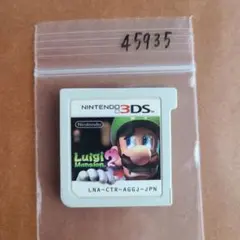 45935
NINTENDO 3DS
Nintendo
Luigi
Mansion 2
LNA-CTR-AGGJ-JPN